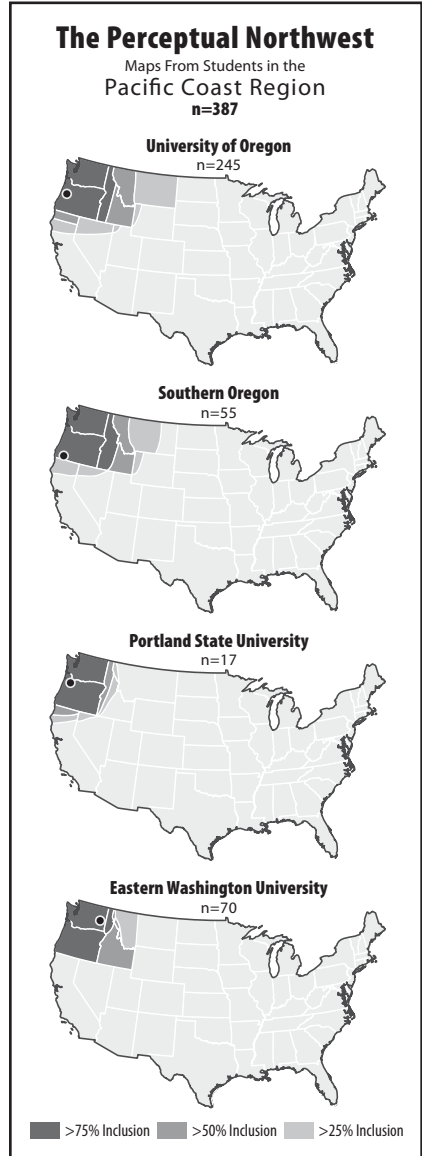 The Perceptual Northwest
Maps From Students in the
Pacific Coast Region
n=387
University of Oregon
n=245
Southern Oregon
n=55
Portland State University
n=17
Eastern Washington University
n=70
>75% Inclusion >50% Inclusion >25% Inclusion